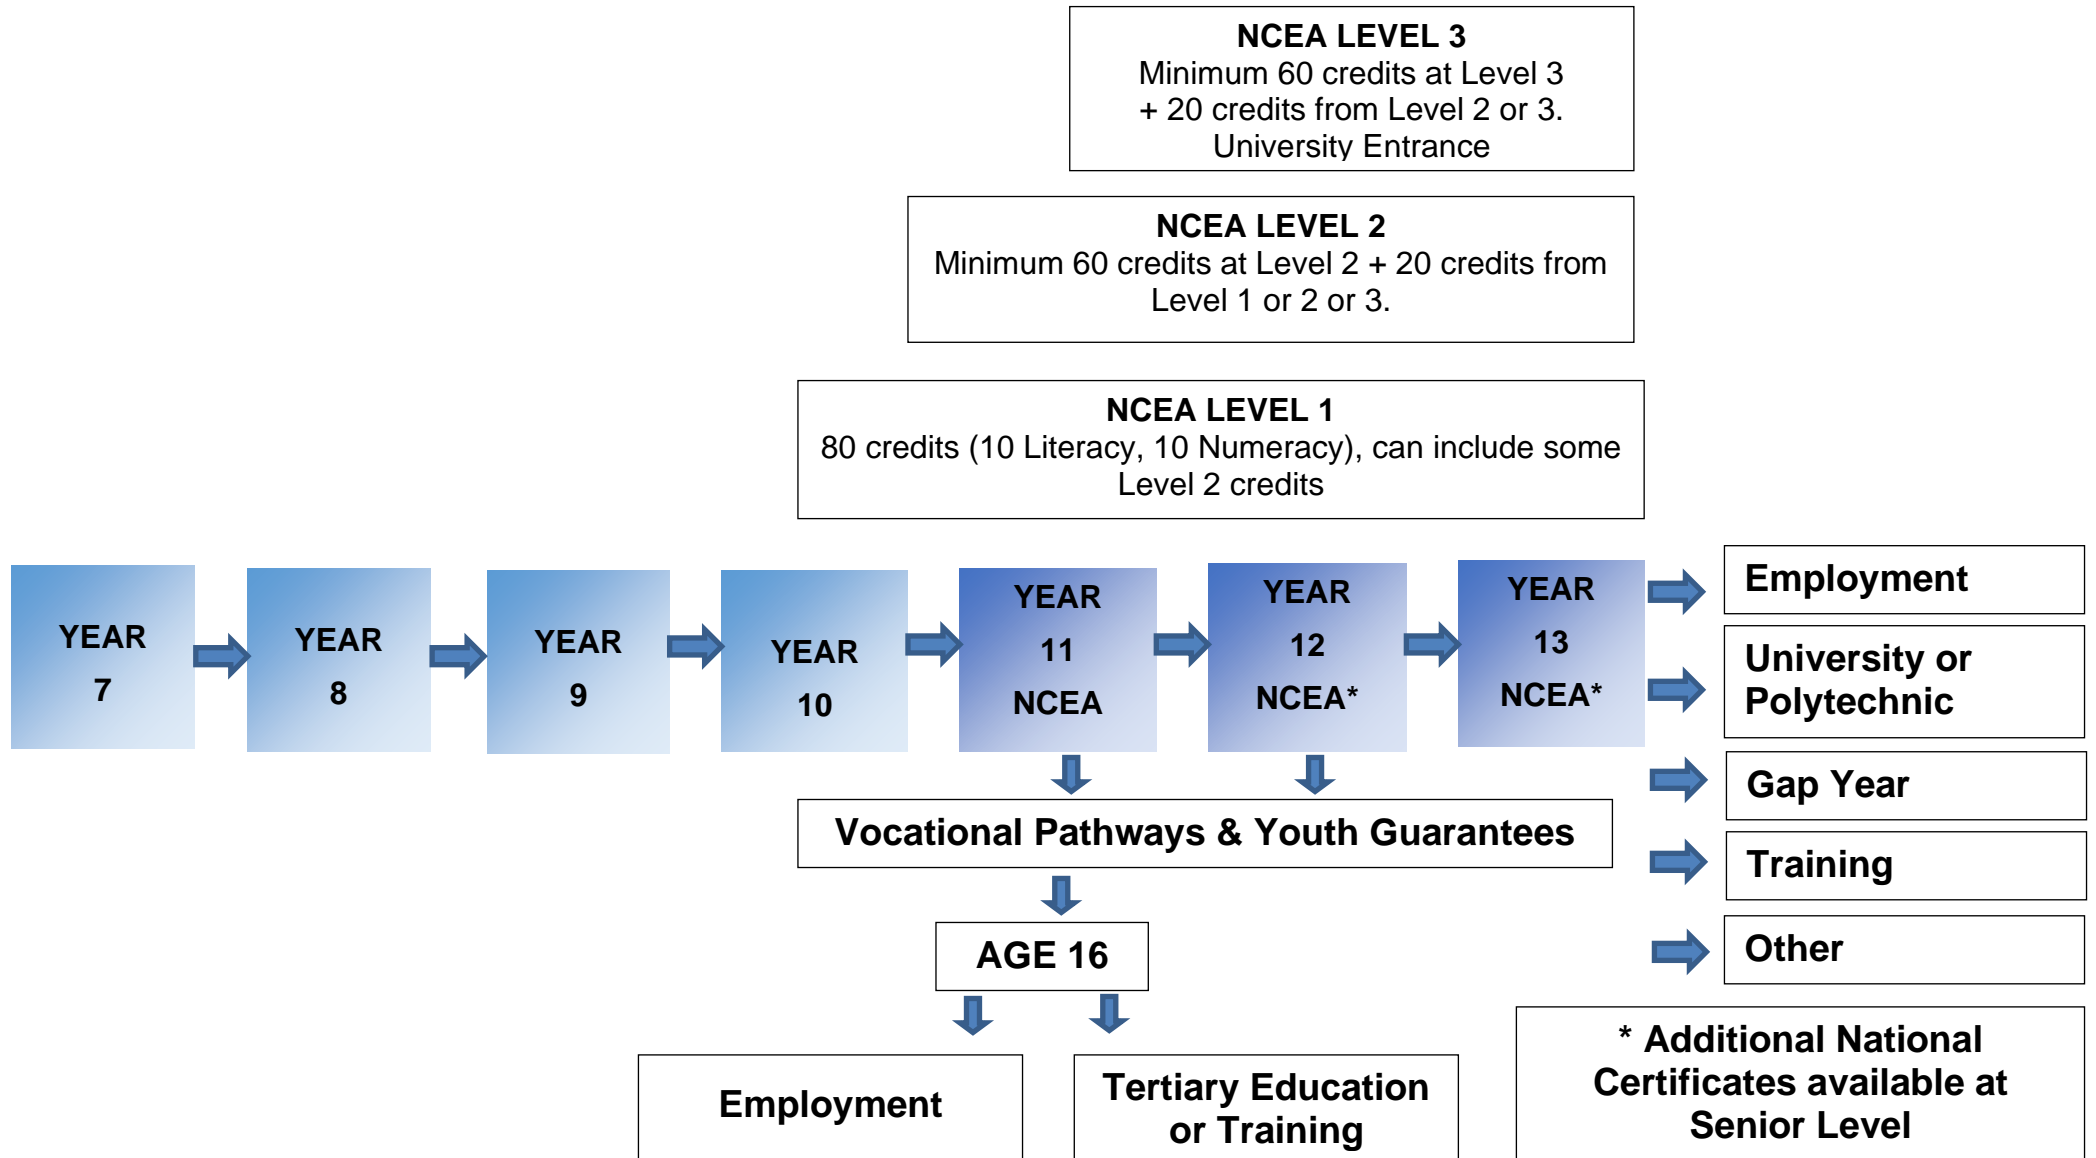 NCEA LEVEL 3
Minimum 60 credits at Level 3
+ 20 credits from Level 2 or 3.
University Entrance
NCEA LEVEL 2
Minimum 60 credits at Level 2 + 20 credits from
Level 1 or 2 or 3.
NCEA LEVEL 1
80 credits (10 Literacy, 10 Numeracy), can include some
Level 2 credits
YEAR
7
YEAR
8
YEAR
9
YEAR
10
YEAR
11
NCEA
YEAR
12
NCEA*
YEAR
13
NCEA*
Employment
University or
Polytechnic
Gap Year
Training
Other
Vocational Pathways & Youth Guarantees
AGE 16
Employment
Tertiary Education
or Training
* Additional National
Certificates available at
Senior Level